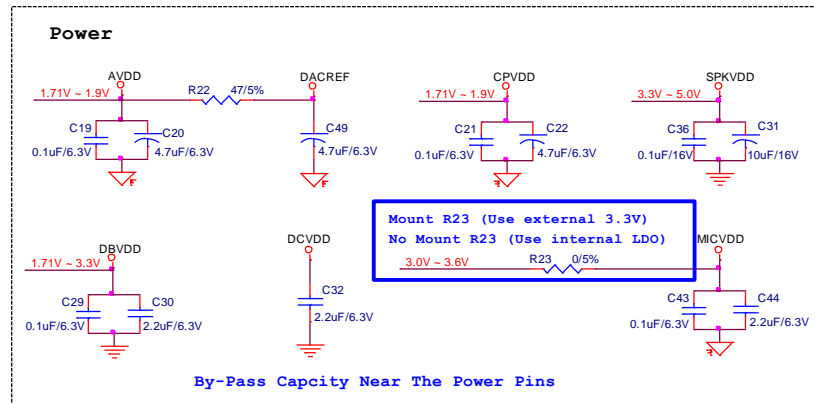 Power
AVDD
R22 47/5%
DACREF
CPVDD
SPKVDD
1.71V ~ 1.9V
1.71V ~ 1.9V
3.3V ~ 5.0V
C19
C20
C49
C21
C22
C36
C31
0.1uF/6.3V
4.7uF/6.3V
4.7uF/6.3V
0.1uF/6.3V
4.7uF/6.3V
0.1uF/16V
10uF/16V
Mount R23 (Use external 3.3V)
No Mount R23 (Use internal LDO)
DBVDD
DCVDD
MICVDD
1.71V ~ 3.3V
3.0V ~ 3.6V
R23 0/5%
C29
C30
C32
C43
C44
0.1uF/6.3V
2.2uF/6.3V
2.2uF/6.3V
0.1uF/6.3V
2.2uF/6.3V
By-Pass Capcity Near The Power Pins